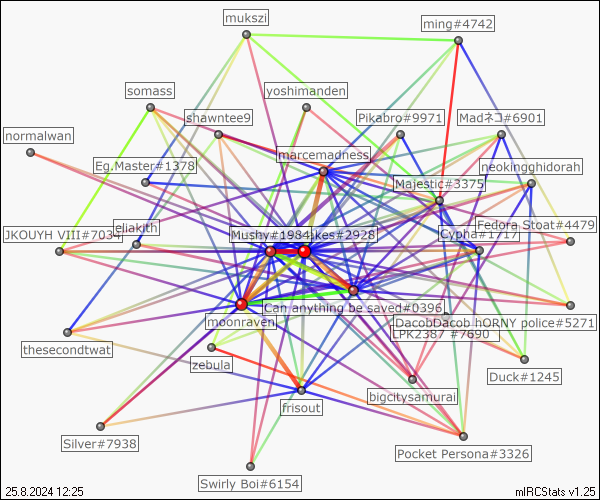 mukszi
ming#4742
somass
yoshimanden
shawntee9
Pikabro#9971
Madネコ#6901
normalwan
marcemadness
Eg.Master#1378
neokingghidorah
Majestic#3375
JKOUYH VIII#7034
eliakith
Mushy#1984
kes#2928
Cypha#1717
Fedora Stoat#4479
Can anything be saved#0396
moonraven
DacobDacob
hORNY police#5271
LPK2387 #7690
thesecondtwat
zebula
Duck#1245
bigcitysamurai
frisout
Silver#7938
Pocket Persona#3326
Swirly Boi#6154
25.8.2024 12:25
mIRCStats v1.25